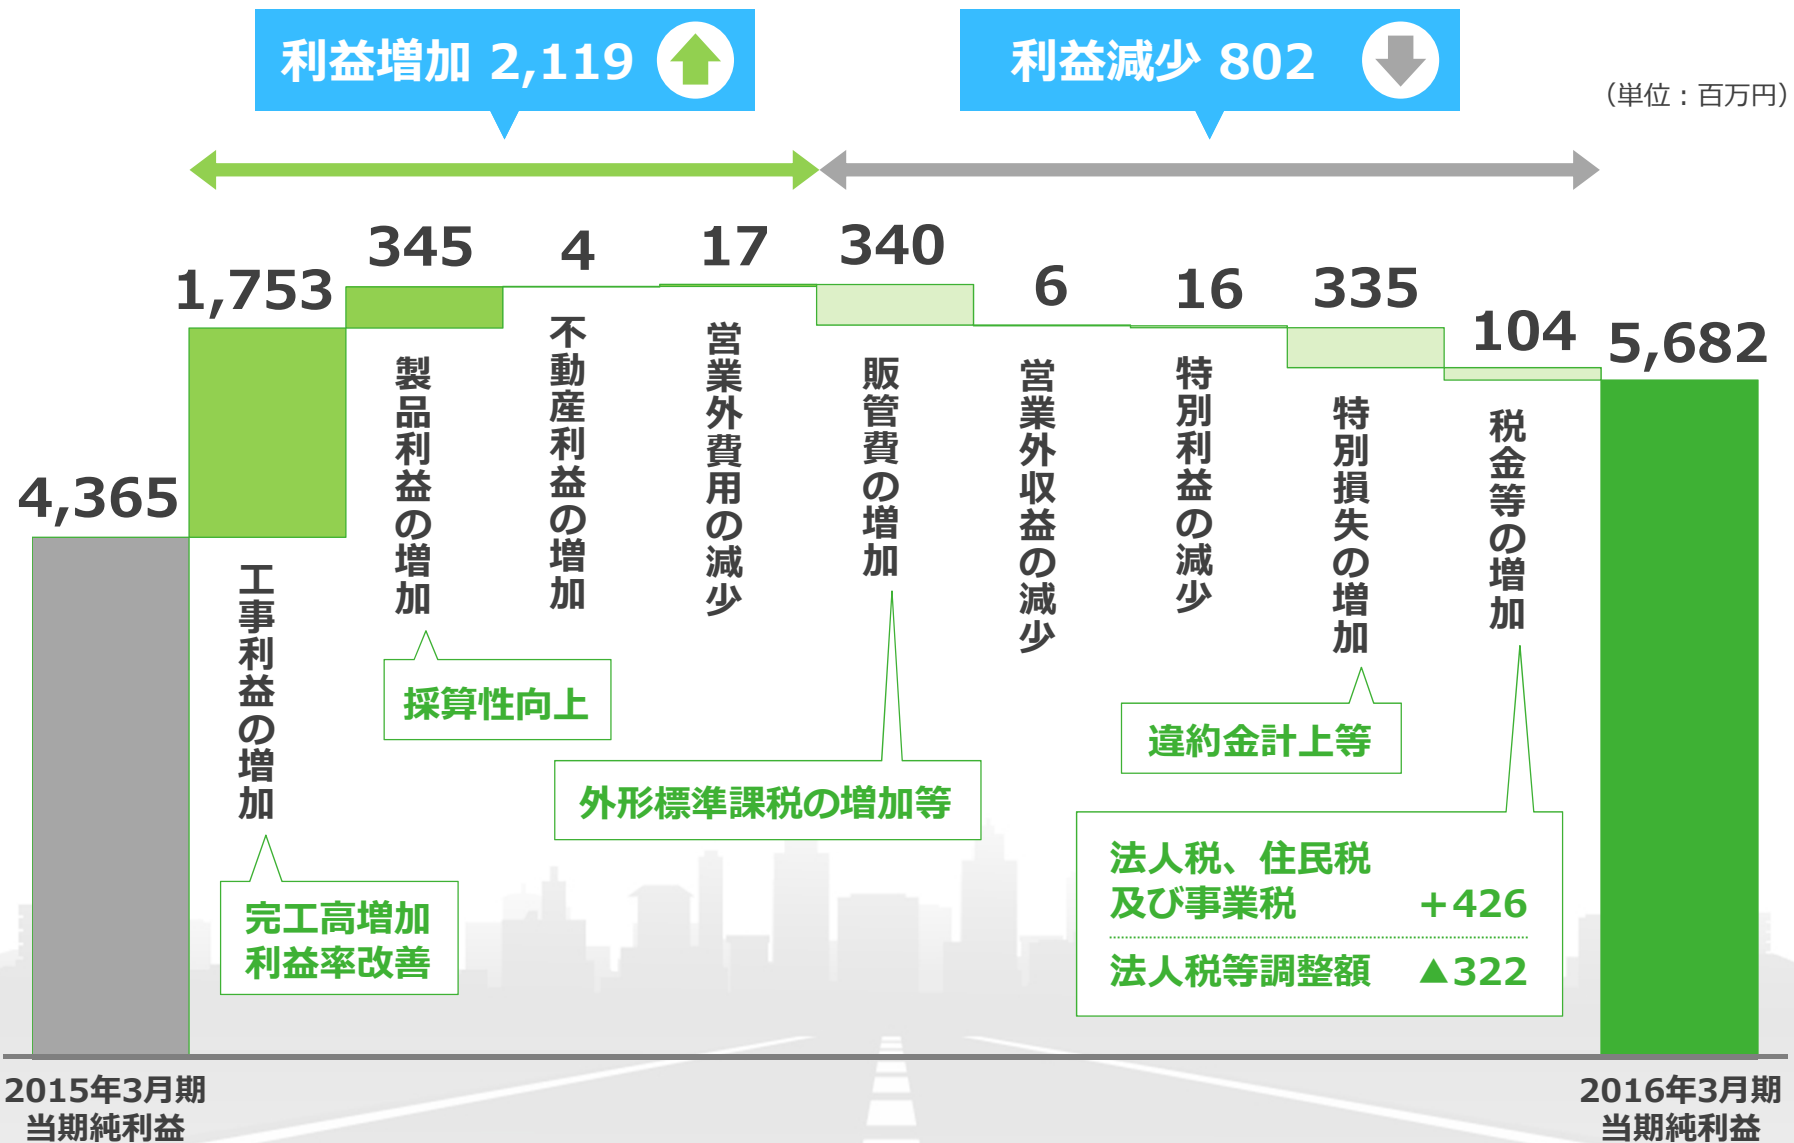 利益増加 2,119
利益減少 802
（単位：百万円）
4,365
1,753
工事利益の増加
完工高増加
利益率改善
345
製品利益の増加
採算性向上
4
不動産利益の増加
17
営業外費用の減少
340
販管費の増加
外形標準課税の増加等
6
営業外収益の減少
16
特別利益の減少
335
特別損失の増加
違約金計上等
104
税金等の増加
法人税、住民税
及び事業税 +426
法人税等調整額 ▲322
5,682
2015年3月期
当期純利益
2016年3月期
当期純利益